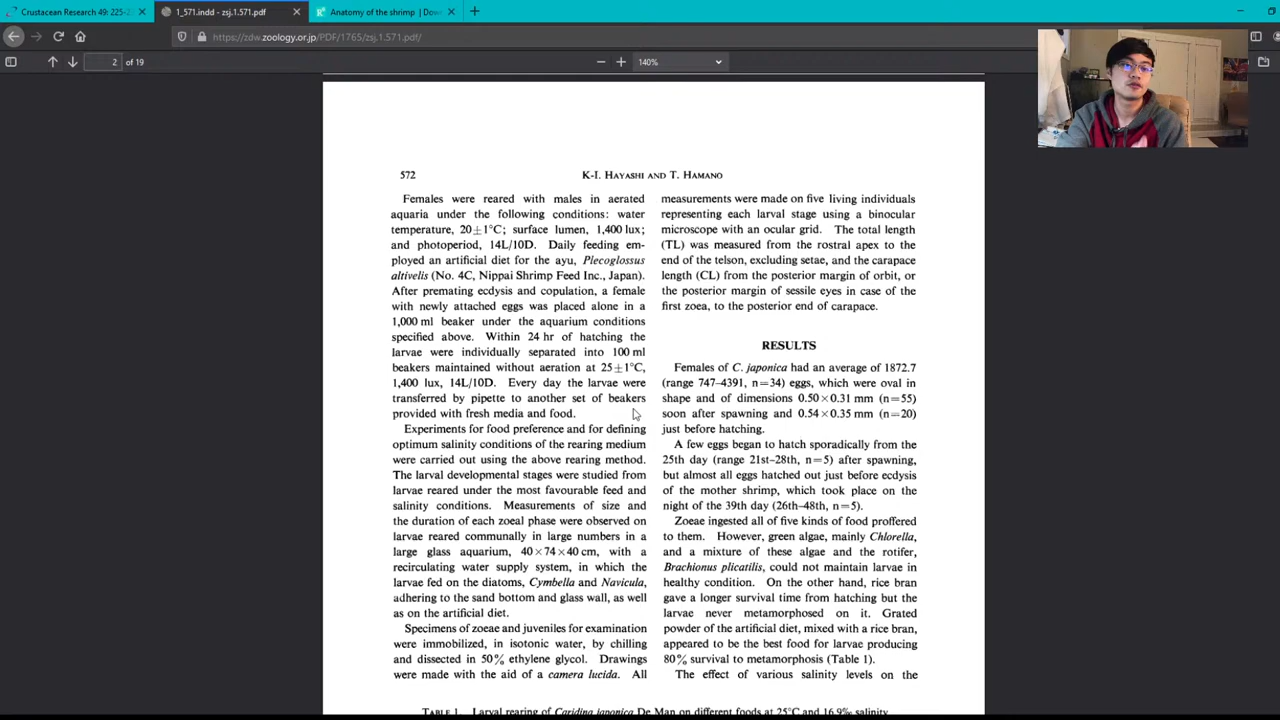 Crustacean Research 49: 225-2
1_571.indd - zsj.1.571.pdf
Anatomy of the shrimp | Dow
https://zdw.zoology.or.jp/PDF/1765/zsj.1.571.pdf/
2 of 19
140%
572
K-I. HAYASHI AND T. HAMANO
Females were reared with males in aerated
aquaria under the following conditions: water
temperature, 20±1°C; surface lumen, 1,400 lux;
and photoperiod, 14L/10D. Daily feeding em-
ployed an artificial diet for the ayu, Plecoglossus
altivelis (No. 4C, Nippai Shrimp Feed Inc., Japan).
After premating ecdysis and copulation, a female
with newly attached eggs was placed alone in a
1,000 ml beaker under the aquarium conditions
specified above. Within 24 hr of hatching the
larvae were individually separated into 100 ml
beakers maintained without aeration at 25±1°C,
1,400 lux, 14L/10D. Every day the larvae were
transferred by pipette to another set of beakers
provided with fresh media and food.
Experiments for food preference and for defining
optimum salinity conditions of the rearing medium
were carried out using the above rearing method.
The larval developmental stages were studied from
larvae reared under the most favourable feed and
salinity conditions. Measurements of size and
the duration of each zoeal phase were observed on
larvae reared communally in large numbers in a
large glass aquarium, 40×74×40 cm, with a
recirculating water supply system, in which the
larvae fed on the diatoms, Cymbella and Navicula,
adhering to the sand bottom and glass wall, as well
as on the artificial diet.
Specimens of zoeae and juveniles for examination
were immobilized, in isotonic water, by chilling
and dissected in 50% ethylene glycol. Drawings
were made with the aid of a camera lucida. All
measurements were made on five living individuals
representing each larval stage using a binocular
microscope with an ocular grid. The total length
(TL) was measured from the rostral apex to the
end of the telson, excluding setae, and the carapace
length (CL) from the posterior margin of orbit, or
the posterior margin of sessile eyes in case of the
first zoea, to the posterior end of carapace.
RESULTS
Females of C. japonica had an average of 1872.7
(range 747-4391, n=34) eggs, which were oval in
shape and of dimensions 0.50×0.31 mm (n=55)
soon after spawning and 0.54×0.35 mm (n=20)
just before hatching.
A few eggs began to hatch sporadically from the
25th day (range 21st-28th, n=5) after spawning,
but almost all eggs hatched out just before ecdysis
of the mother shrimp, which took place on the
night of the 39th day (26th-48th, n=5).
Zoeae ingested all of five kinds of food proffered
to them. However, green algae, mainly Chlorella,
and a mixture of these algae and the rotifer,
Brachionus plicatilis, could not maintain larvae in
healthy condition. On the other hand, rice bran
gave a longer survival time from hatching but the
larvae never metamorphosed on it. Grated
powder of the artificial diet, mixed with a rice bran,
appeared to be the best food for larvae producing
80% survival to metamorphosis (Table 1).
The effect of various salinity levels on the
TABLE 1. Larval rearing of Caridina japonica De Man on different foods at 25°C and 16.9‰ salinity